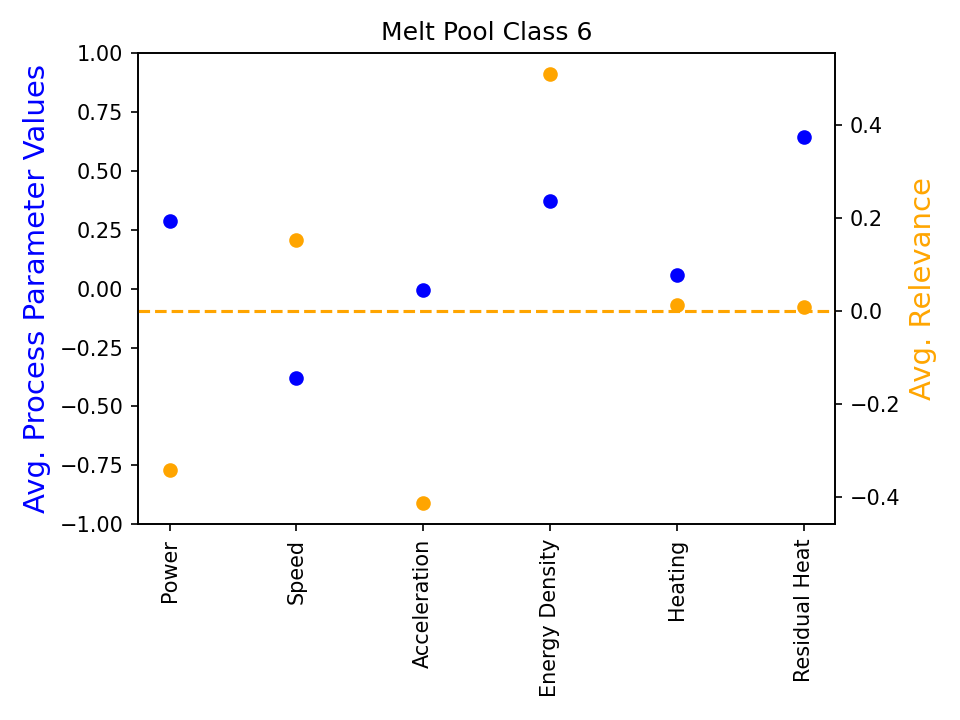 Melt Pool Class 6
Avg. Process Parameter Values
1.00
0.75
0.50
0.25
0.00
−0.25
−0.50
−0.75
−1.00
0.4
0.2
0.0
−0.2
−0.4
Avg. Relevance
Power
Speed
Acceleration
Energy Density
Heating
Residual Heat